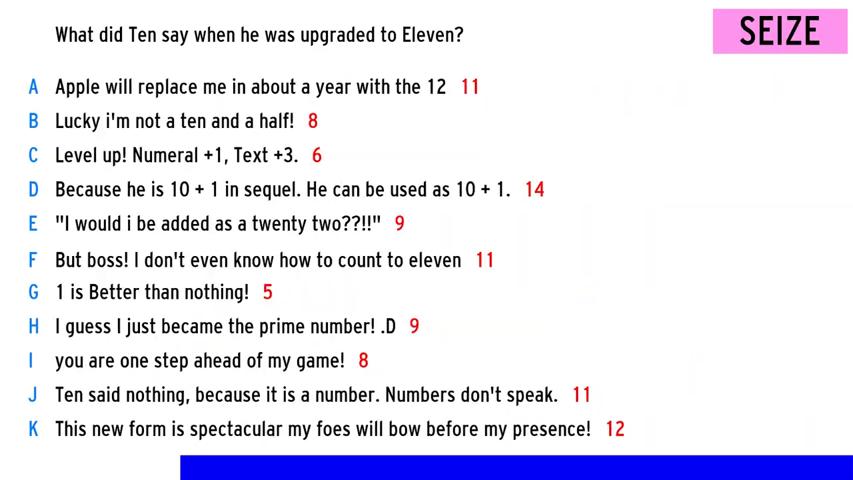 What did Ten say when he was upgraded to Eleven?
SEIZE
A Apple will replace me in about a year with the 12 11
B Lucky i'm not a ten and a half! 8
C Level up! Numeral +1, Text +3. 6
D Because he is 10 + 1 in sequel. He can be used as 10 + 1. 14
E "I would i be added as a twenty two??!!" 9
F But boss! I don't even know how to count to eleven 11
G 1 is Better than nothing! 5
H I guess I just became the prime number! .D 9
I you are one step ahead of my game! 8
J Ten said nothing, because it is a number. Numbers don't speak. 11
K This new form is spectacular my foes will bow before my presence! 12